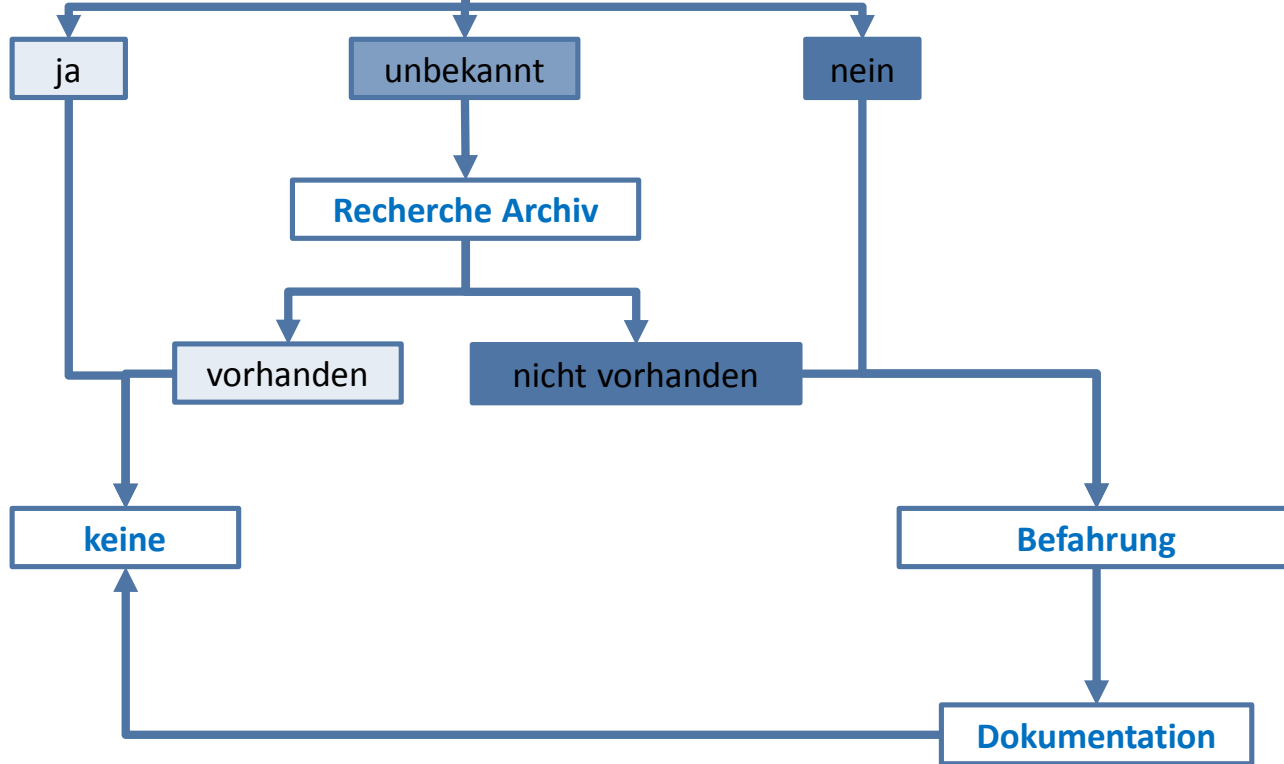 ja
unbekannt
nein
Recherche Archiv
vorhanden
nicht vorhanden
keine
Befahrung
Dokumentation